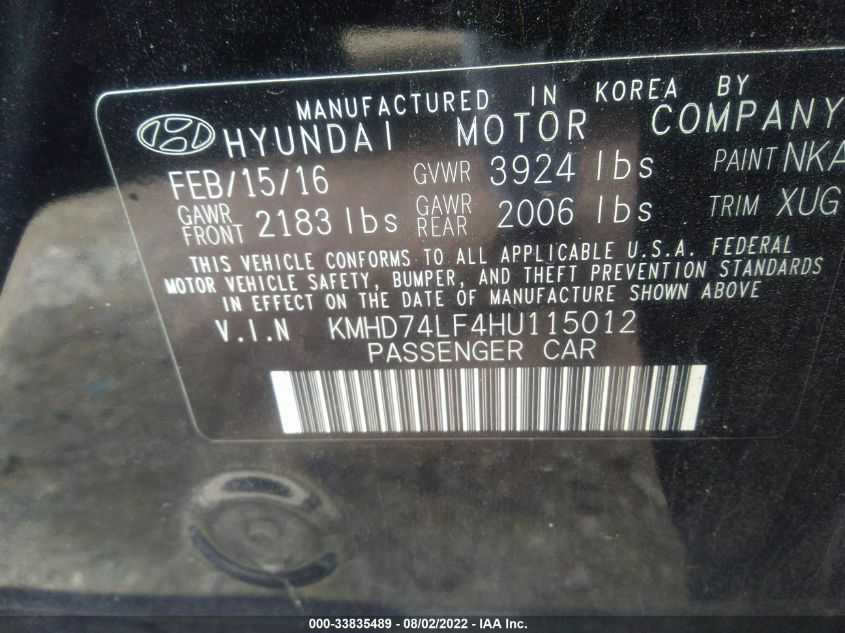 MANUFACTURED IN KOREA BY
HYUNDAI MOTOR COMPANY
FEB/15/16 GVWR 3924 lbs PAINT NKA
GAWR FRONT 2183 lbs GAWR REAR 2006 lbs TRIM XUG
THIS VEHICLE CONFORMS TO ALL APPLICABLE U.S.A. FEDERAL
MOTOR VEHICLE SAFETY, BUMPER, AND THEFT PREVENTION STANDARDS
IN EFFECT ON THE DATE OF MANUFACTURE SHOWN ABOVE
V.I.N KMHD74LF4HU115012
PASSENGER CAR
000-33835489 - 08/02/2022 - IAA Inc.